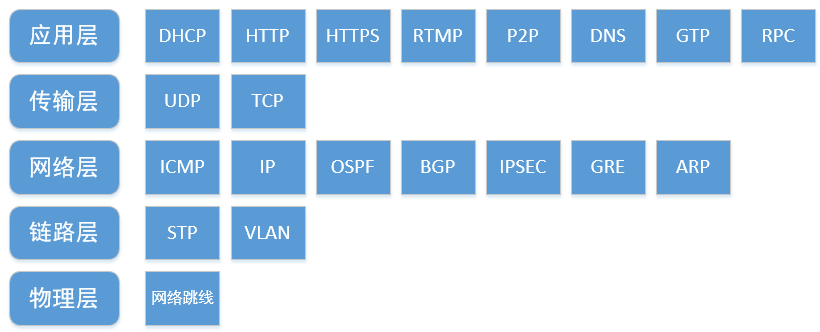 应用层 DHCP HTTP HTTPS RTMP P2P DNS GTP RPC
传输层 UDP TCP
网络层 ICMP IP OSPF BGP IPSEC GRE ARP
链路层 STP VLAN
物理层 网络跳线